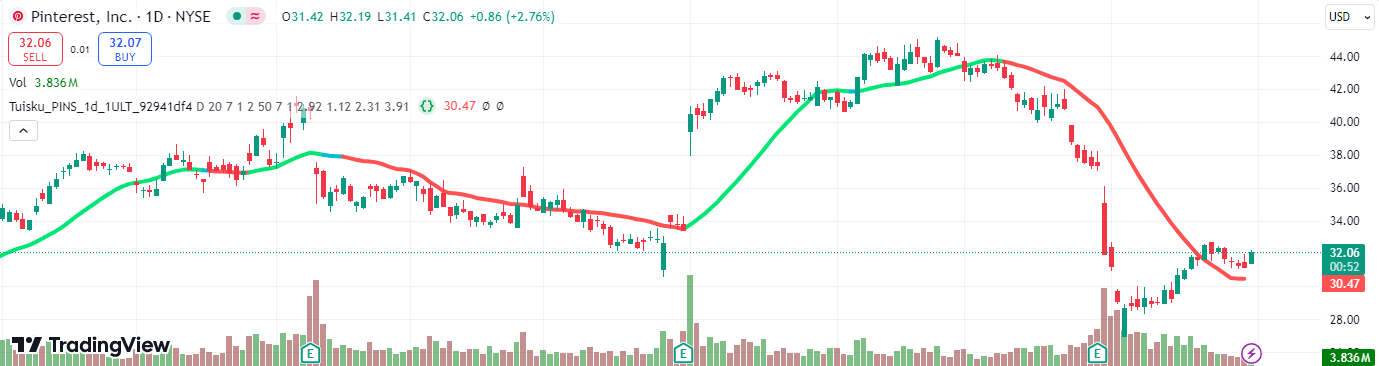 Pinterest, Inc. · 1D · NYSE O31.42 H32.19 L31.41 C32.06 +0.86 (+2.76%)
USD
32.06 0.01 32.07
SELL BUY
Vol 3.836M
Tuisku_PINS_1d_1ULT_92941df4 D 20 7 1 2 50 7 1 2.92 1.12 2.31 3.91 {} 30.47 Ø Ø
44.00
42.00
40.00
38.00
36.00
34.00
32.06
00:52
30.47
28.00
3.836M
E E E
TradingView